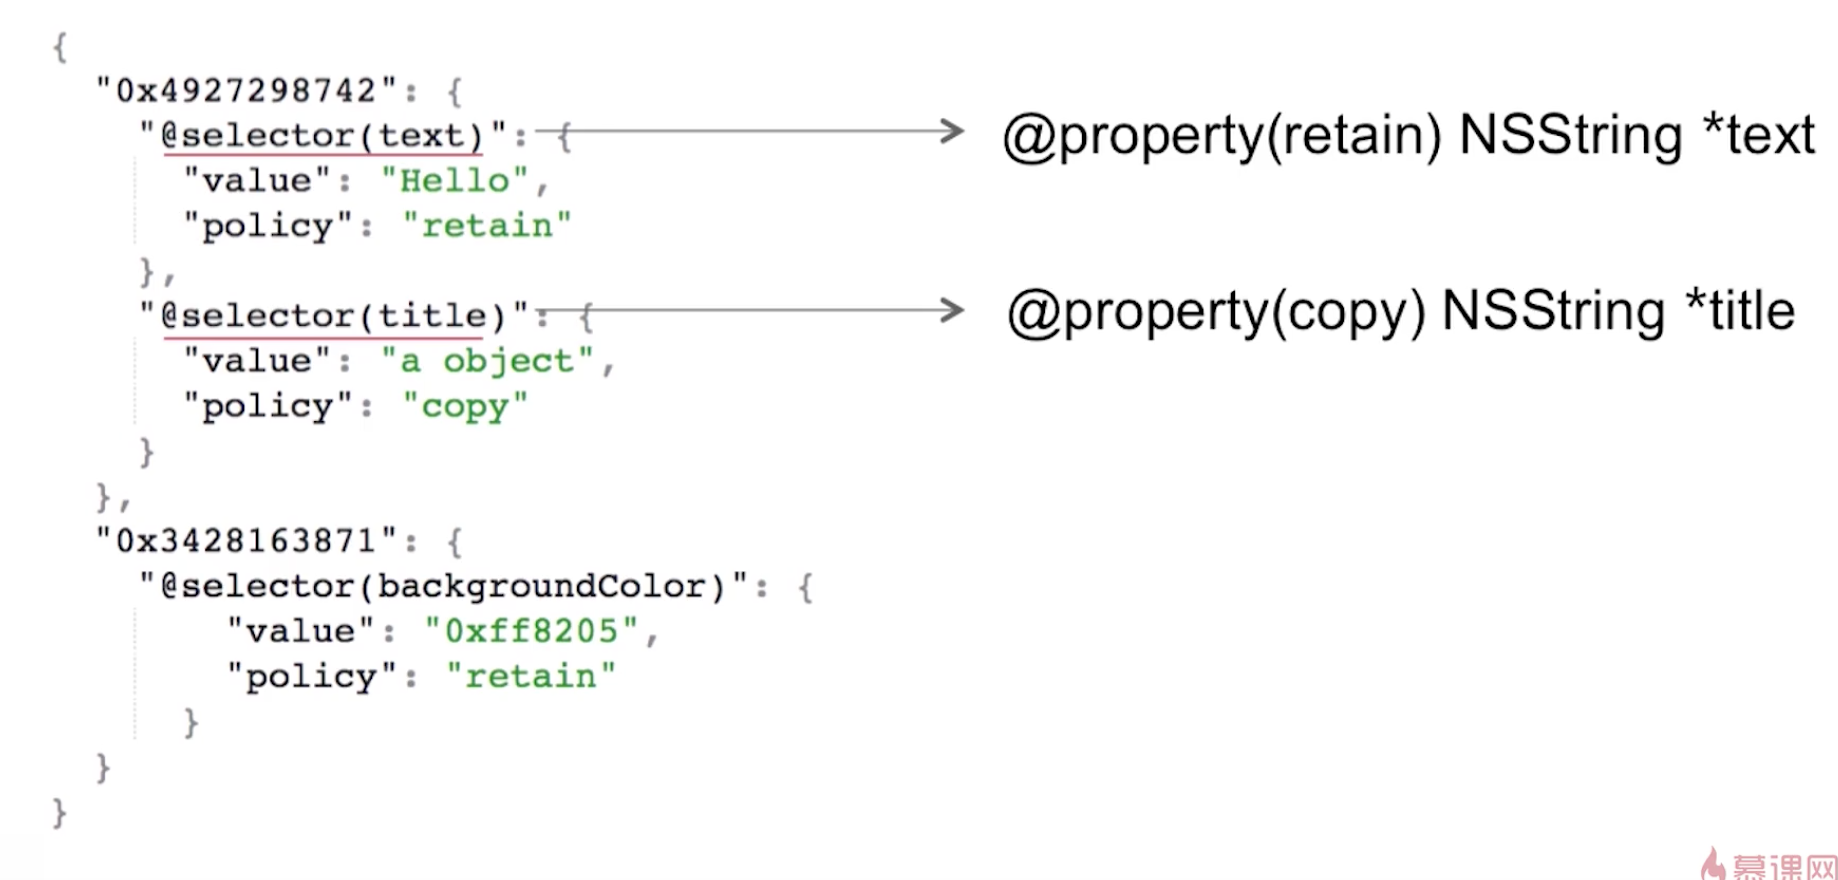 {
"0x4927298742": {
"@selector(text)": {
@property(retain) NSString *text
"value": "Hello",
"policy": "retain"
},
"@selector(title)": {
@property(copy) NSString *title
"value": "a object",
"policy": "copy"
}
},
"0x3428163871": {
"@selector(backgroundColor)": {
"value": "0xff8205",
"policy": "retain"
}
}
}
慕课网